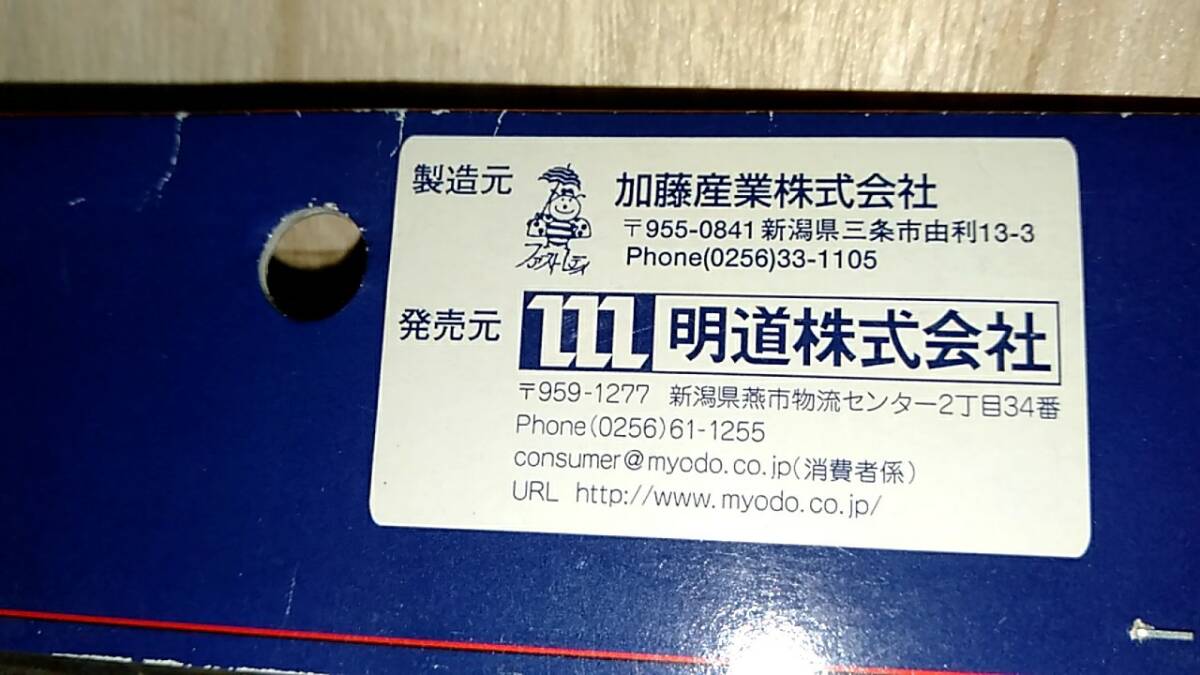 製造元
加藤産業株式会社
〒955-0841 新潟県三条市由利13-3
Phone(0256)33-1105
発売元
明道株式会社
〒959-1277 新潟県燕市物流センター2丁目34番
Phone(0256)61-1255
consumer@myodo.co.jp(消費者係)
URL http://www.myodo.co.jp/